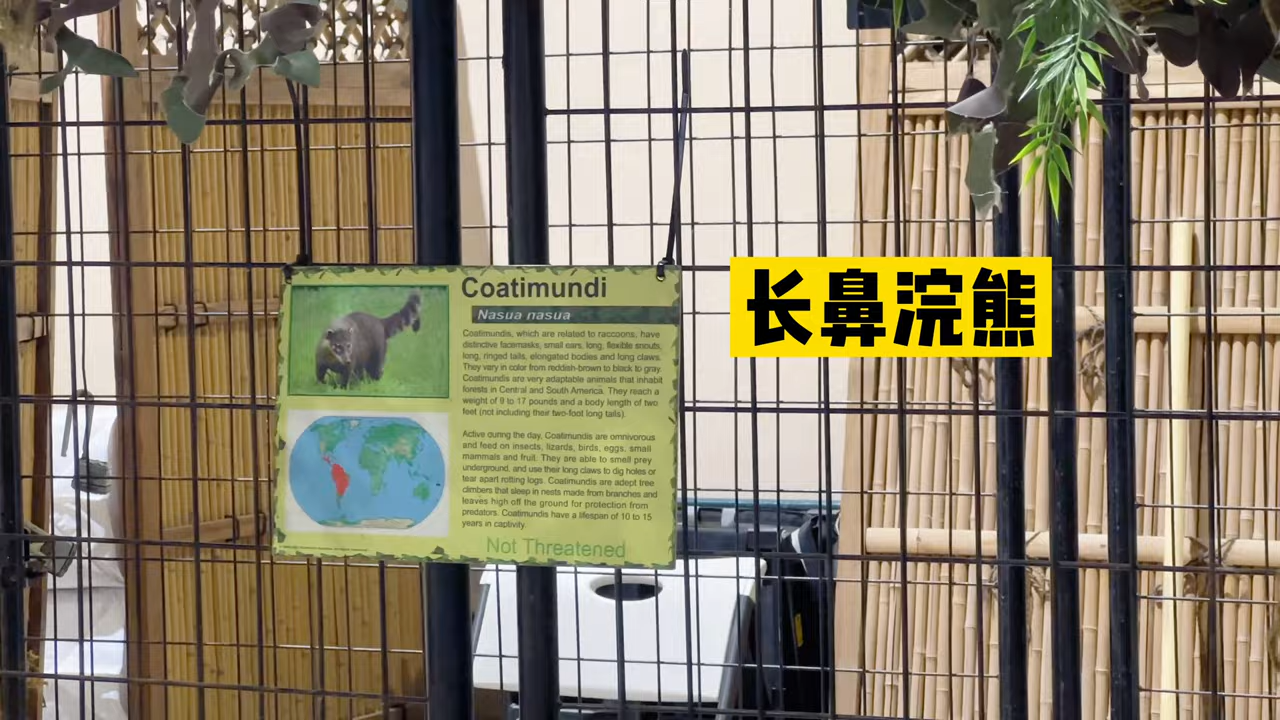 Coatimundi
Nasua nasua
Coatimundis, which are related to raccoons, have
distinctive facemasks, small ears, long, flexible snouts,
long, ringed tails, elongated bodies and long claws.
They vary in color from reddish-brown to black to gray.
Coatimundis are very adaptable animals that inhabit
forests in Central and South America. They reach a
weight of 9 to 17 pounds and a body length of two
feet (not including their two-foot long tails).
Active during the day, Coatimundis are omnivorous
and feed on insects, lizards, birds, eggs, small
mammals and fruit. They are able to smell prey
underground, and use their long claws to dig holes or
tear apart rotting logs. Coatimundis are adept tree
climbers that sleep in nests made from branches and
leaves high off the ground for protection from
predators. Coatimundis have a lifespan of 10 to 15
years in captivity.
Not Threatened
长鼻浣熊